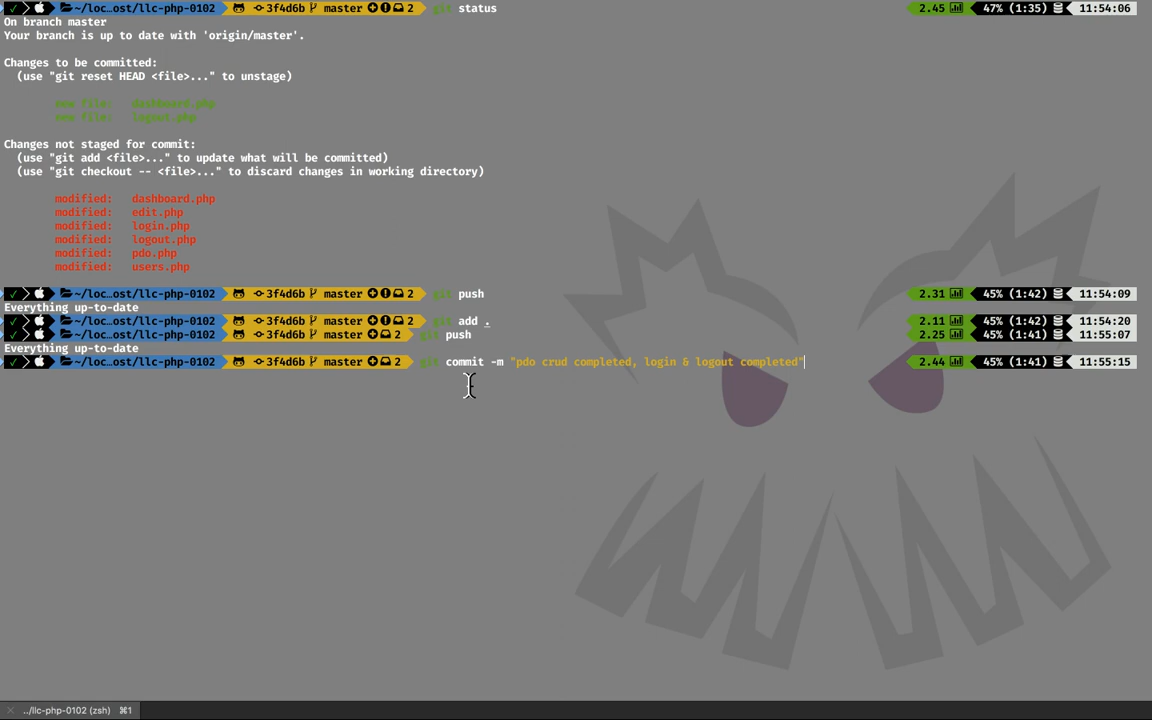 ~/loc…ost/llc-php-0102 3f4d6b master 2 git status 2.45 47% (1:35) 11:54:06
On branch master
Your branch is up to date with 'origin/master'.
Changes to be committed:
(use "git reset HEAD <file>..." to unstage)
new file: dashboard.php
new file: logout.php
Changes not staged for commit:
(use "git add <file>..." to update what will be committed)
(use "git checkout -- <file>..." to discard changes in working directory)
modified: dashboard.php
modified: edit.php
modified: login.php
modified: logout.php
modified: pdo.php
modified: users.php
~/loc…ost/llc-php-0102 3f4d6b master 2 git push 2.31 45% (1:42) 11:54:09
Everything up-to-date
~/loc…ost/llc-php-0102 3f4d6b master 2 git add . 2.11 45% (1:42) 11:54:20
~/loc…ost/llc-php-0102 3f4d6b master 2 git push 2.25 45% (1:41) 11:55:07
Everything up-to-date
~/loc…ost/llc-php-0102 3f4d6b master 2 git commit -m "pdo crud completed, login & logout completed" 2.44 45% (1:41) 11:55:15
../llc-php-0102 (zsh) ⌘1